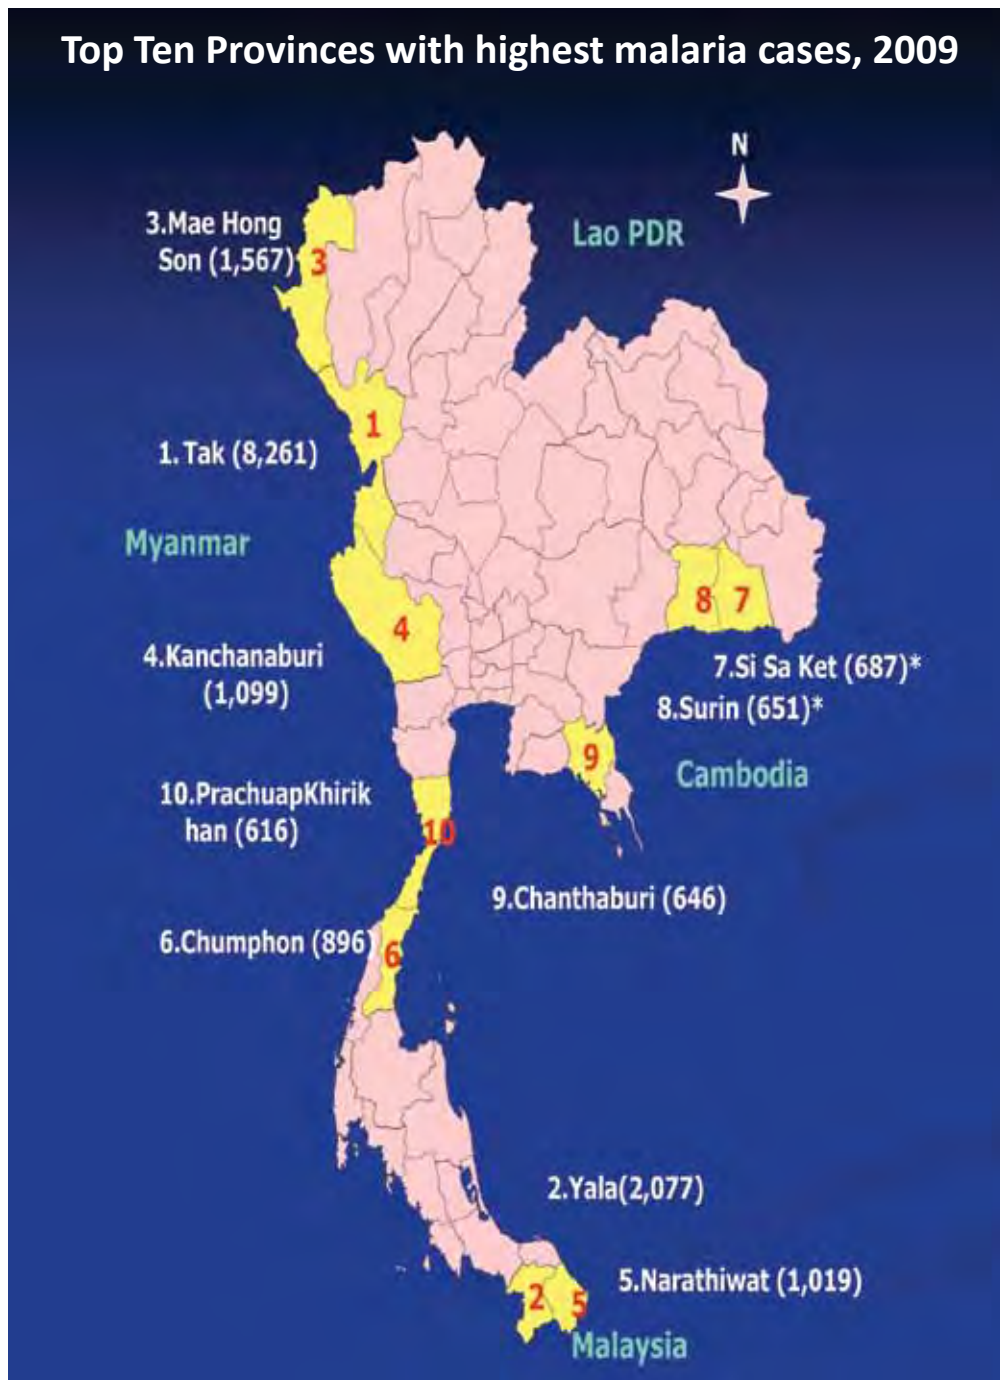 Top Ten Provinces with highest malaria cases, 2009
N
3.Mae Hong
Son (1,567)
Lao PDR
3
1
1. Tak (8,261)
Myanmar
8
7
4
4.Kanchanaburi
(1,099)
7.Si Sa Ket (687)*
8.Surin (651)*
9
Cambodia
10.PrachuapKhirik
han (616)
10
9.Chanthaburi (646)
6.Chumphon (896)
6
2.Yala(2,077)
5.Narathiwat (1,019)
2
5
Malaysia